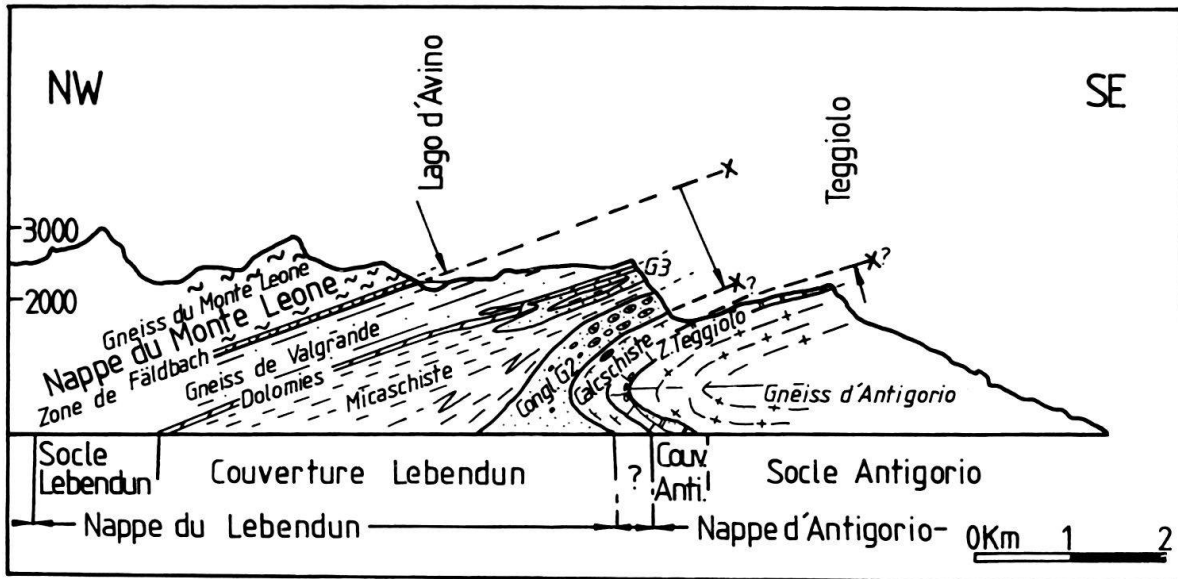 NW
SE
Lago d'Avino
Teggiolo
3000
2000
?
?
G3
Gneiss du Monte Leone
Nappe du Monte Leone
Zone de Fäldbach
Gneiss de Valgrande
Dolomies
Micaschiste
Congl. G2
Calcschiste
Z. Teggiolo
Gneiss d'Antigorio
Socle
Lebendun
Couverture Lebendun
?
Couv.
Anti.
Socle Antigorio
Nappe du Lebendun
Nappe d'Antigorio
0Km 1 2